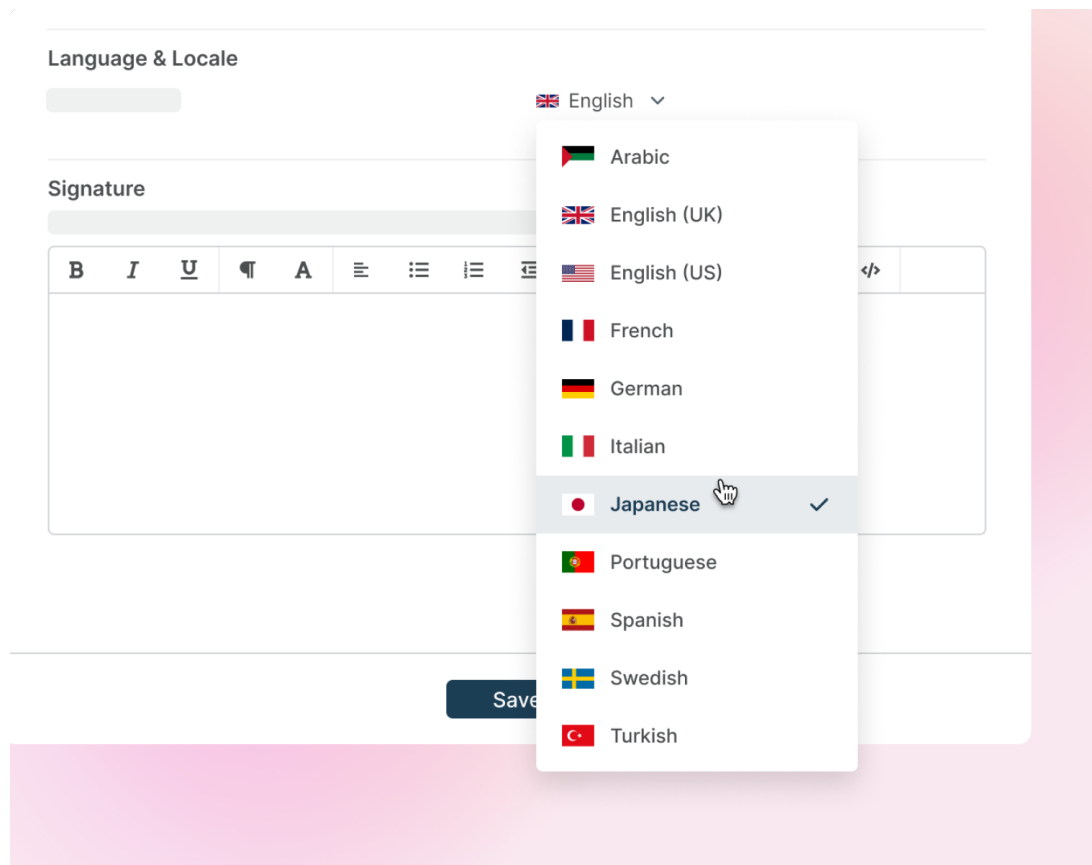 Language & Locale
English
Arabic
Signature
English (UK)
B I U ¶ A </>
English (US)
French
German
Italian
Japanese
Portuguese
Spanish
Swedish
Save
Turkish